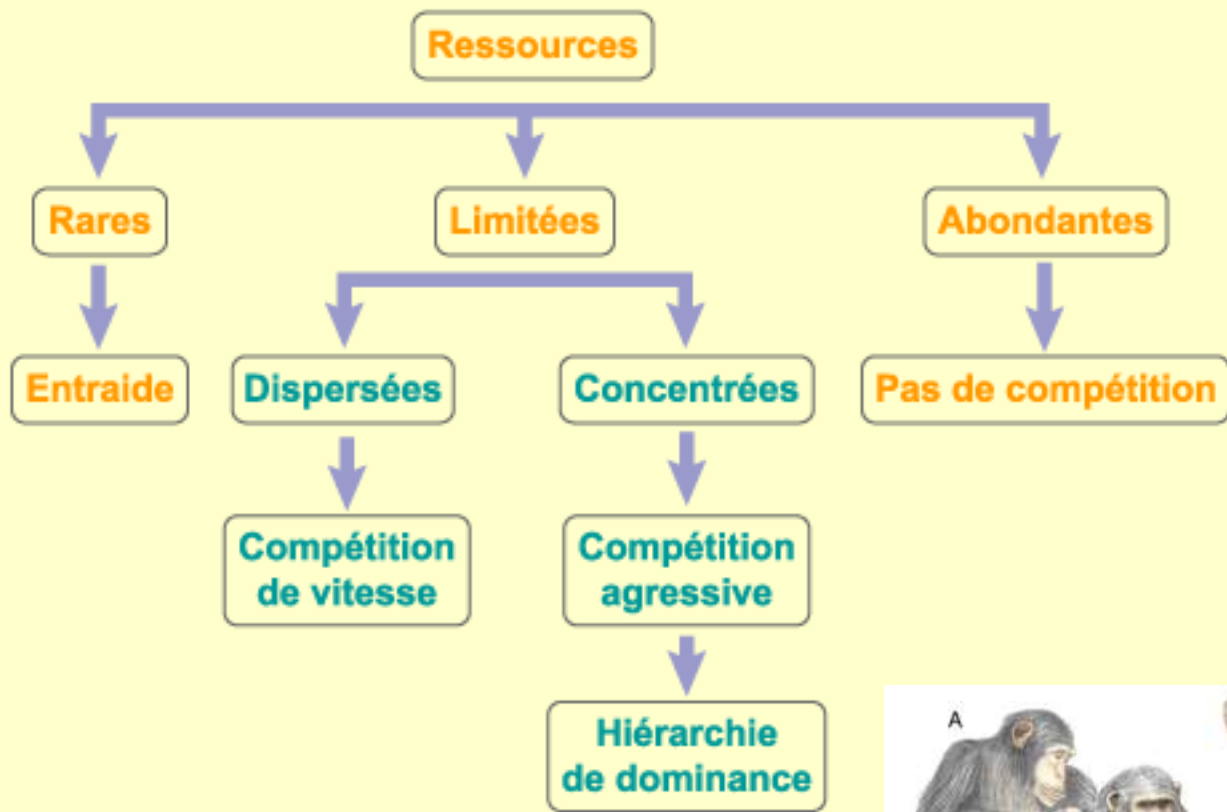 Ressources
Rares
Limitées
Abondantes
Entraide
Dispersées
Concentrées
Pas de compétition
Compétition
de vitesse
Compétition
agressive
Hiérarchie
de dominance
A